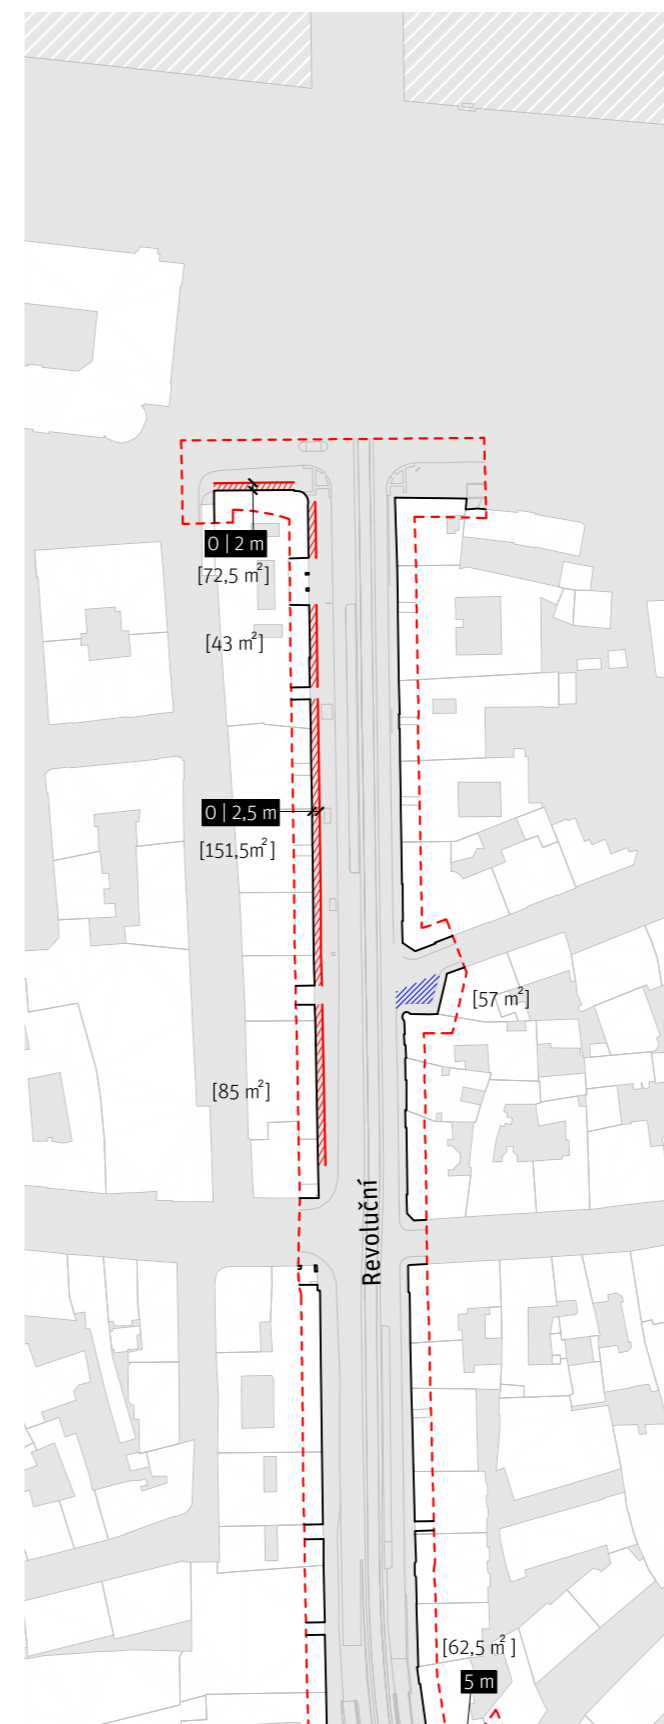 0 | 2 m
[72,5 m²]
[43 m²]
0 | 2,5 m
[151,5m²]
[57 m²]
[85 m²]
Revoluční
[62,5 m²]
5 m